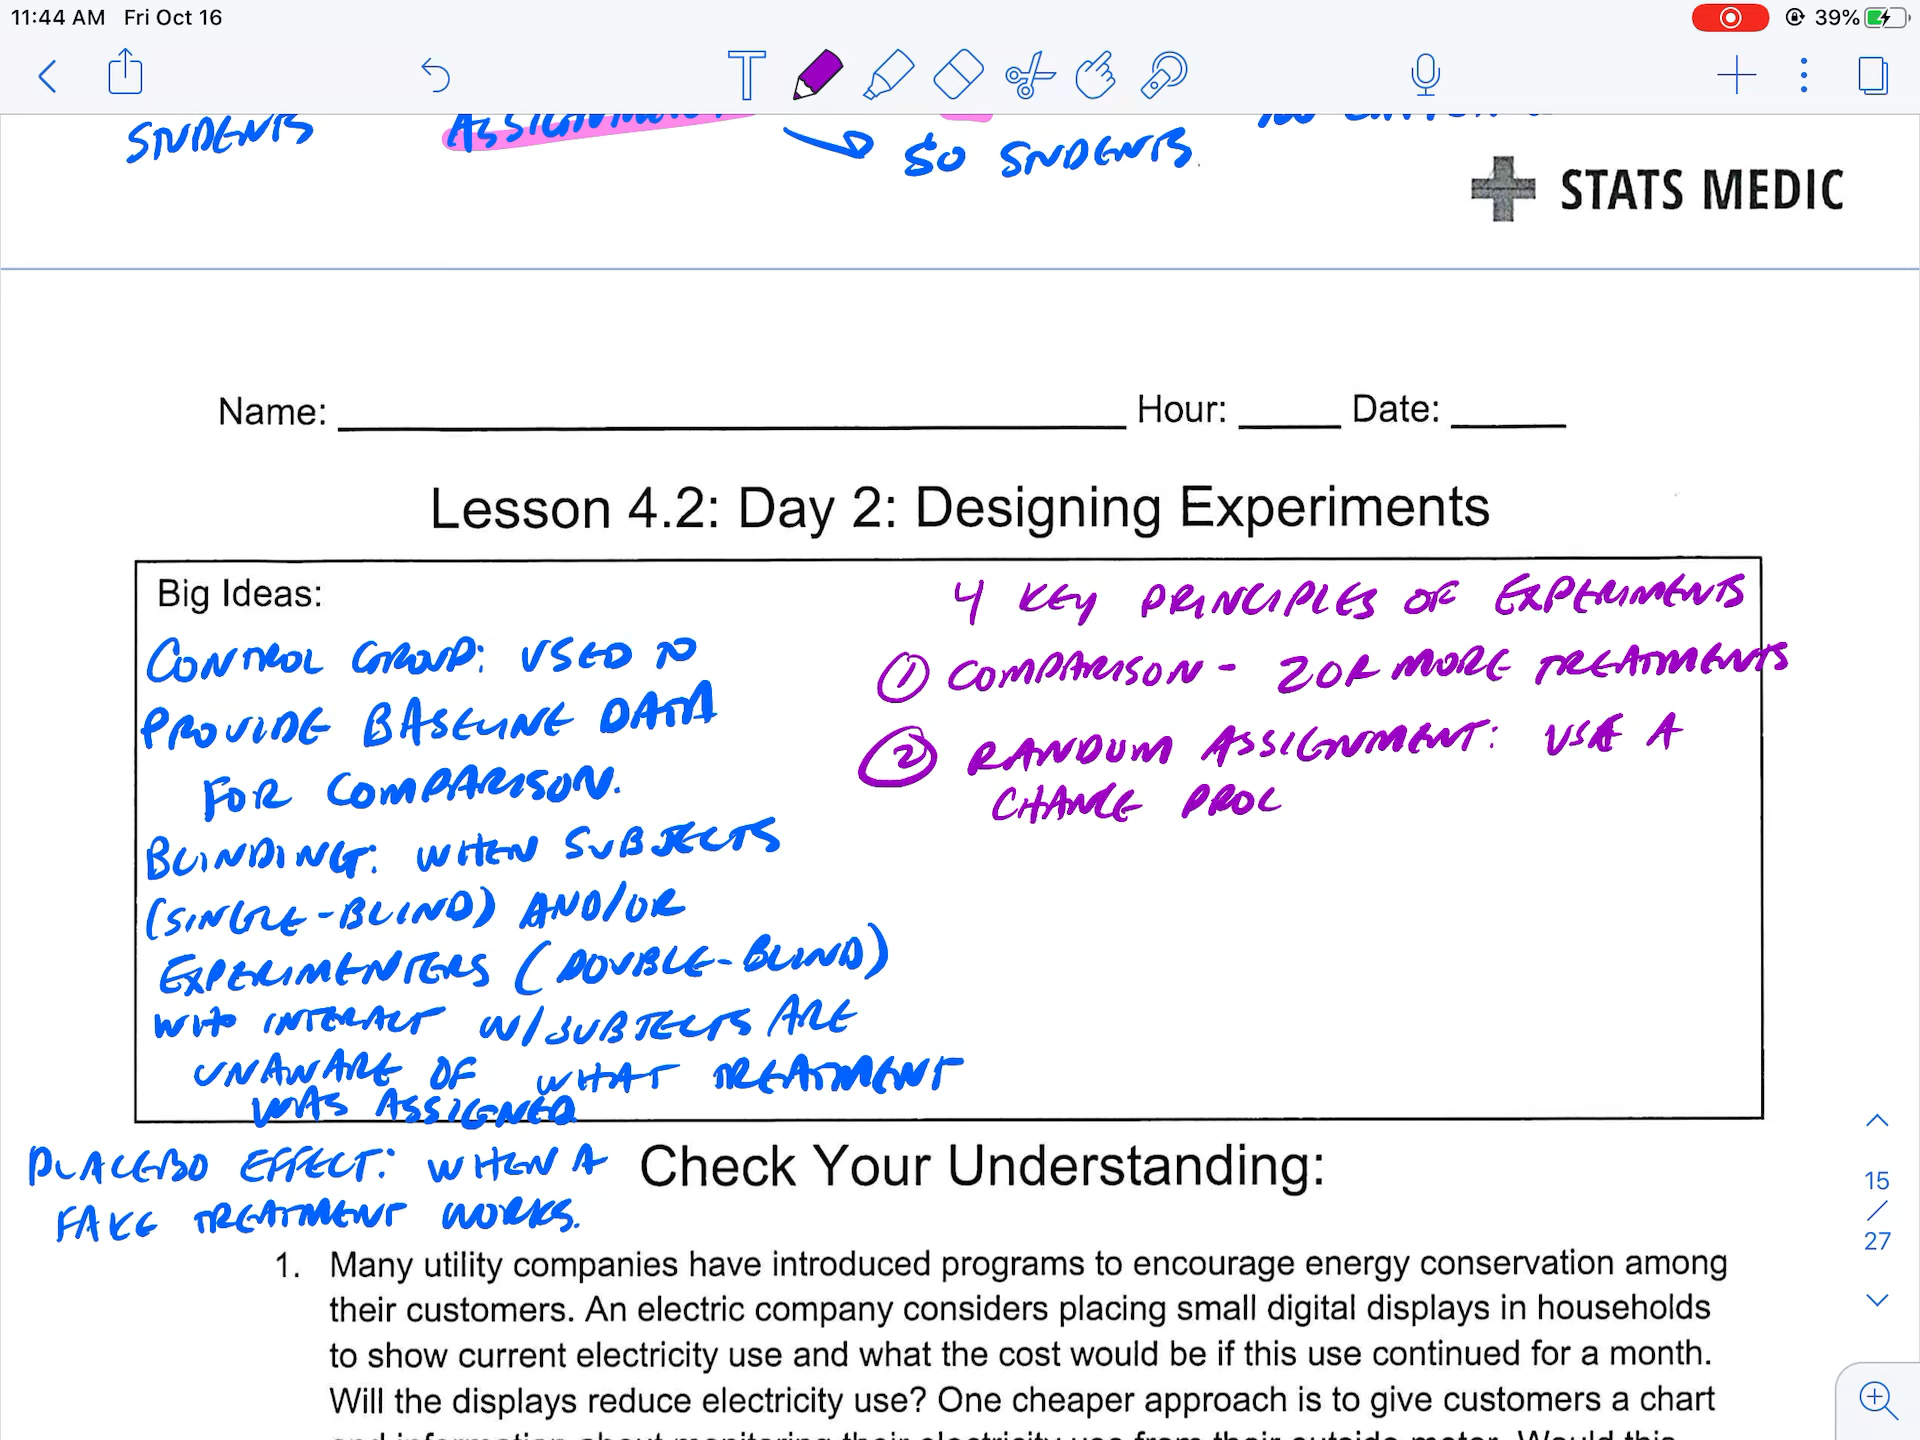 11:44 AM Fri Oct 16
39%
STUDENTS
50 STUDENTS
STATS MEDIC
Name: Hour: Date:
Lesson 4.2: Day 2: Designing Experiments
Big Ideas:
CONTROL GROUP: USED TO
PROVIDE BASELINE DATA
FOR COMPARISON.
BLINDING: WHEN SUBJECTS
(SINGLE-BLIND) AND/OR
EXPERIMENTERS (DOUBLE-BLIND)
WHO INTERACT W/SUBJECTS ARE
UNAWARE OF WHAT TREATMENT
WAS ASSIGNED
PLACEBO EFFECT: WHEN A
FAKE TREATMENT WORKS.
4 KEY PRINCIPLES OF EXPERIMENTS
① COMPARISON - 2 OR MORE TREATMENTS
② RANDOM ASSIGNMENT: USE A
CHANCE PROC
Check Your Understanding:
1. Many utility companies have introduced programs to encourage energy conservation among
their customers. An electric company considers placing small digital displays in households
to show current electricity use and what the cost would be if this use continued for a month.
Will the displays reduce electricity use? One cheaper approach is to give customers a chart
15
/
27